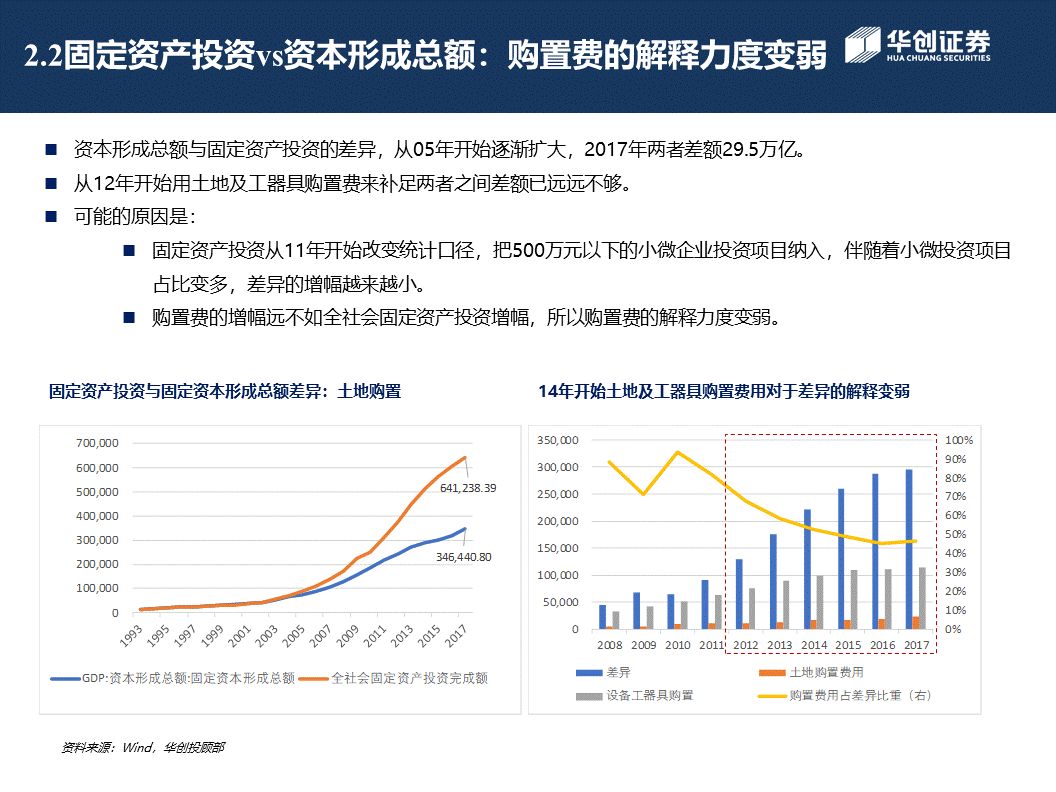 2.2固定资产投资vs资本形成总额：购置费的解释力度变弱
华创证券
HUA CHUANG SECURITIES
资本形成总额与固定资产投资的差异，从05年开始逐渐扩大，2017年两者差额29.5万亿。
从12年开始用土地及工器具购置费来补足两者之间差额已远远不够。
可能的原因是：
固定资产投资从11年开始改变统计口径，把500万元以下的小微企业投资项目纳入，伴随着小微投资项目
占比变多，差异的增幅越来越小。
购置费的增幅远不如全社会固定资产投资增幅，所以购置费的解释力度变弱。
固定资产投资与固定资本形成总额差异：土地购置
700,000
600,000
500,000
400,000
300,000
200,000
100,000
0
641,238.39
346,440.80
1993 1995 1997 1999 2001 2003 2005 2007 2009 2011 2013 2015 2017
GDP:资本形成总额:固定资本形成总额 全社会固定资产投资完成额
14年开始土地及工器具购置费用对于差异的解释变弱
350,000
300,000
250,000
200,000
150,000
100,000
50,000
0
100%
90%
80%
70%
60%
50%
40%
30%
20%
10%
0%
2008 2009 2010 2011 2012 2013 2014 2015 2016 2017
差异 土地购置费用
设备工器具购置 购置费用占差异比重（右）
资料来源：Wind，华创投顾部